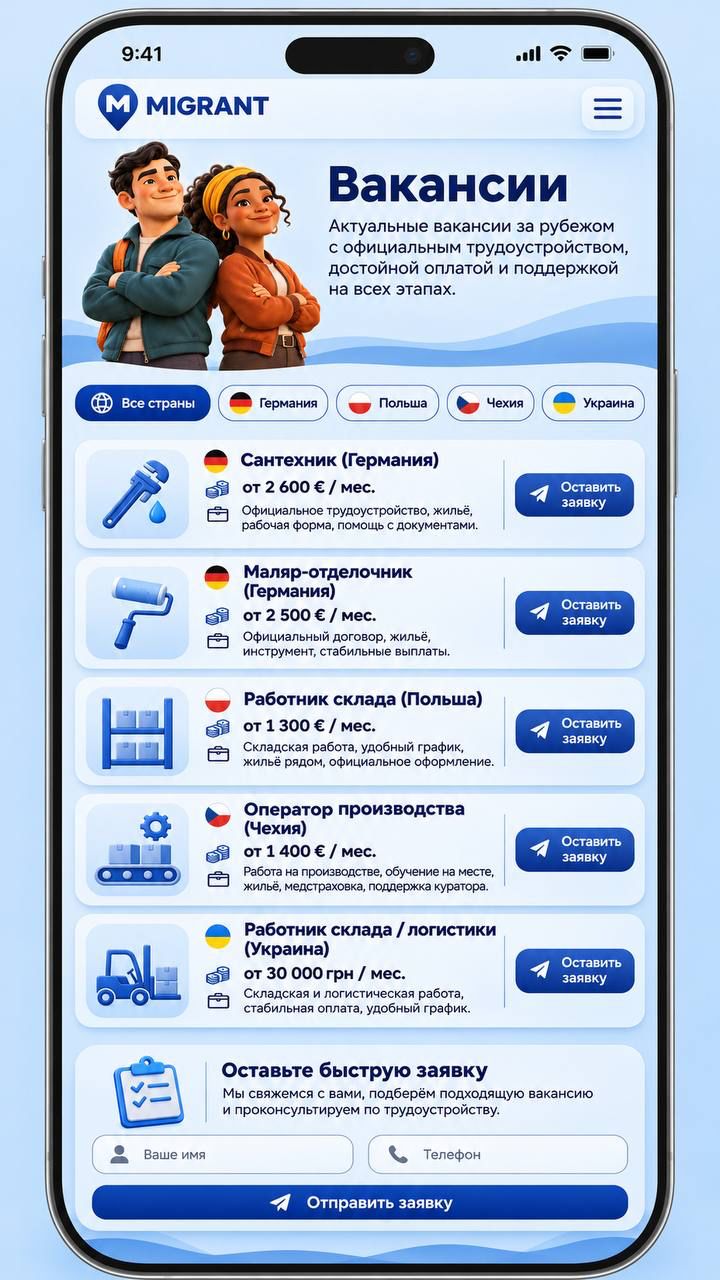 9:41
M MIGRANT
Вакансии
Актуальные вакансии за рубежом
с официальным трудоустройством,
достойной оплатой и поддержкой
на всех этапах.
Все страны
Германия
Польша
Чехия
Украина
Сантехник (Германия)
от 2 600 € / мес.
Официальное трудоустройство, жильё,
рабочая форма, помощь с документами.
Оставить
заявку
Маляр-отделочник
(Германия)
от 2 500 € / мес.
Официальный договор, жильё,
инструмент, стабильные выплаты.
Оставить
заявку
Работник склада (Польша)
от 1 300 € / мес.
Складская работа, удобный график,
жильё рядом, официальное оформление.
Оставить
заявку
Оператор производства
(Чехия)
от 1 400 € / мес.
Работа на производстве, обучение на месте,
жильё, медстраховка, поддержка куратора.
Оставить
заявку
Работник склада / логистики
(Украина)
от 30 000 грн / мес.
Складская и логистическая работа,
стабильная оплата, удобный график.
Оставить
заявку
Оставьте быструю заявку
Мы свяжемся с вами, подберём подходящую вакансию
и проконсультируем по трудоустройству.
Ваше имя
Телефон
Отправить заявку